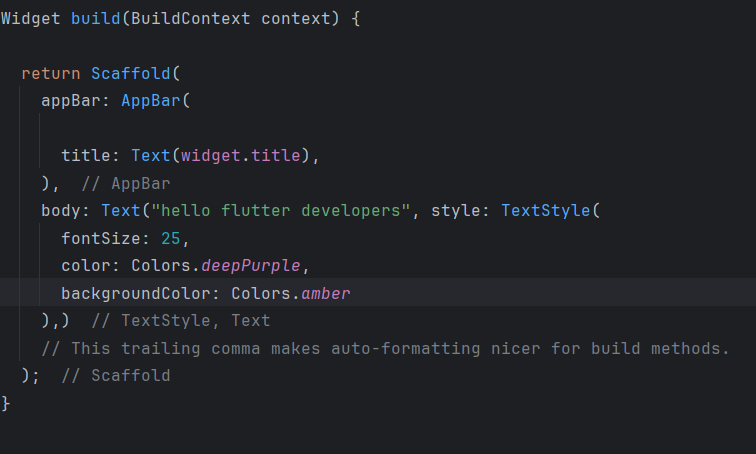 Widget build(BuildContext context) {
return Scaffold(
appBar: AppBar(
title: Text(widget.title),
), // AppBar
body: Text("hello flutter developers", style: TextStyle(
fontSize: 25,
color: Colors.deepPurple,
backgroundColor: Colors.amber
),) // TextStyle, Text
// This trailing comma makes auto-formatting nicer for build methods.
); // Scaffold
}